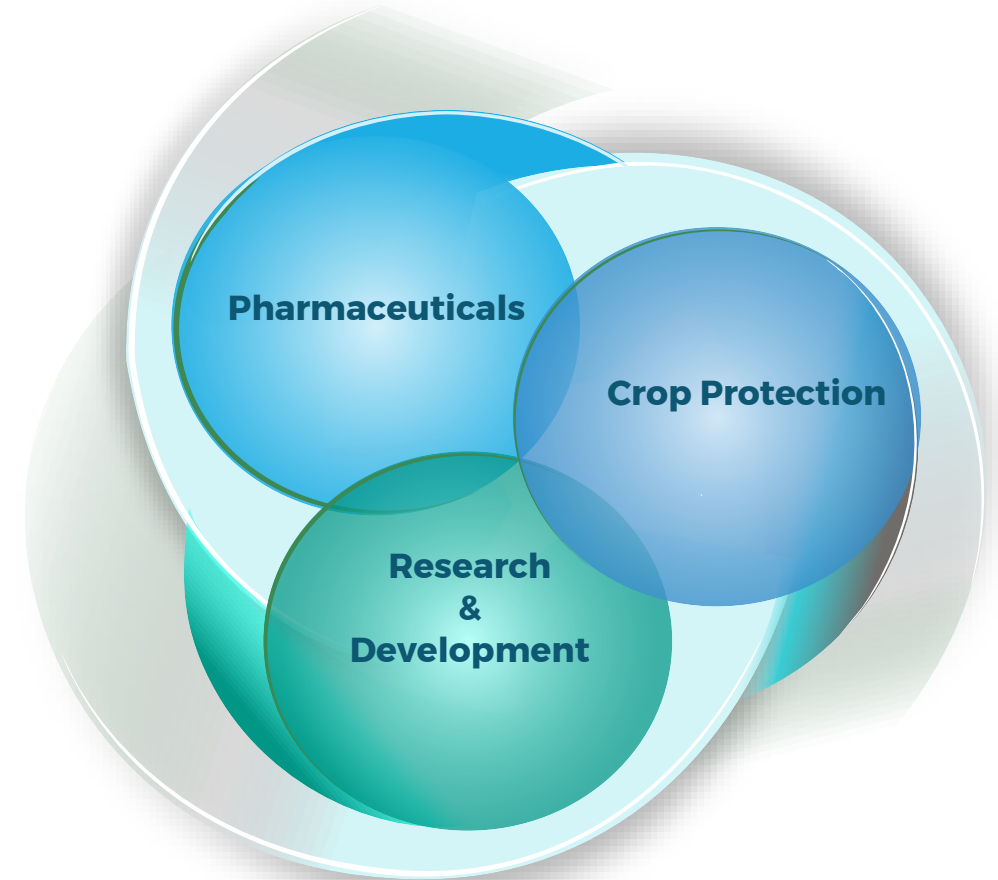 Pharmaceuticals
Crop Protection
Research
&
Development